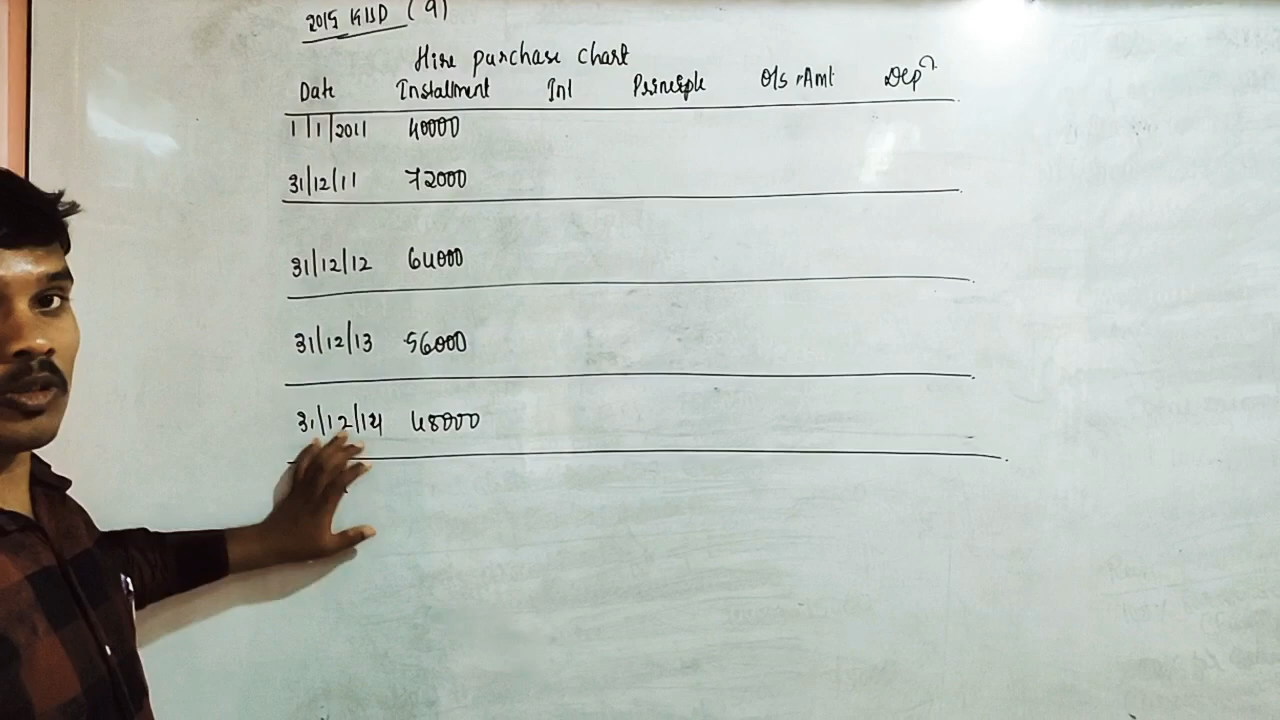 2015 KUD (9)
Hire purchase chart
Date Installment Int Principle O/s Amt Depn
1/1/2011 40000
31/12/11 72000
31/12/12 64000
31/12/13 56000
31/12/14 48000